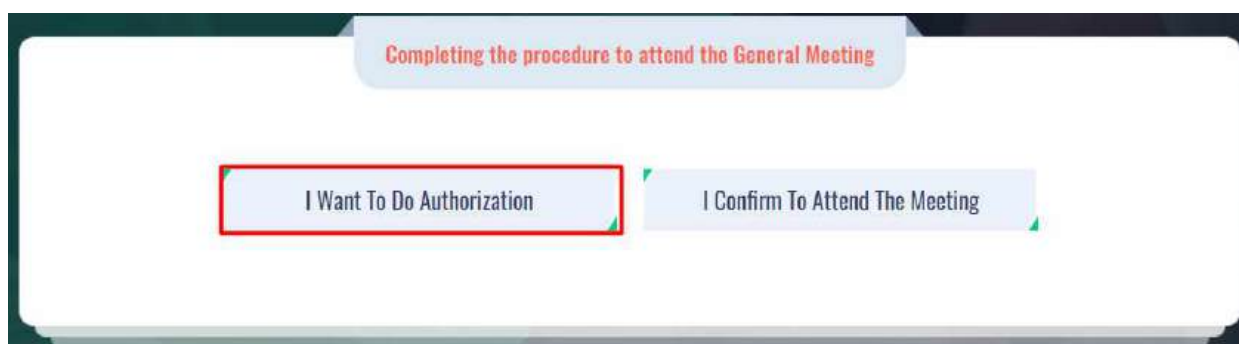 Completing the procedure to attend the General Meeting
I Want To Do Authorization
I Confirm To Attend The Meeting